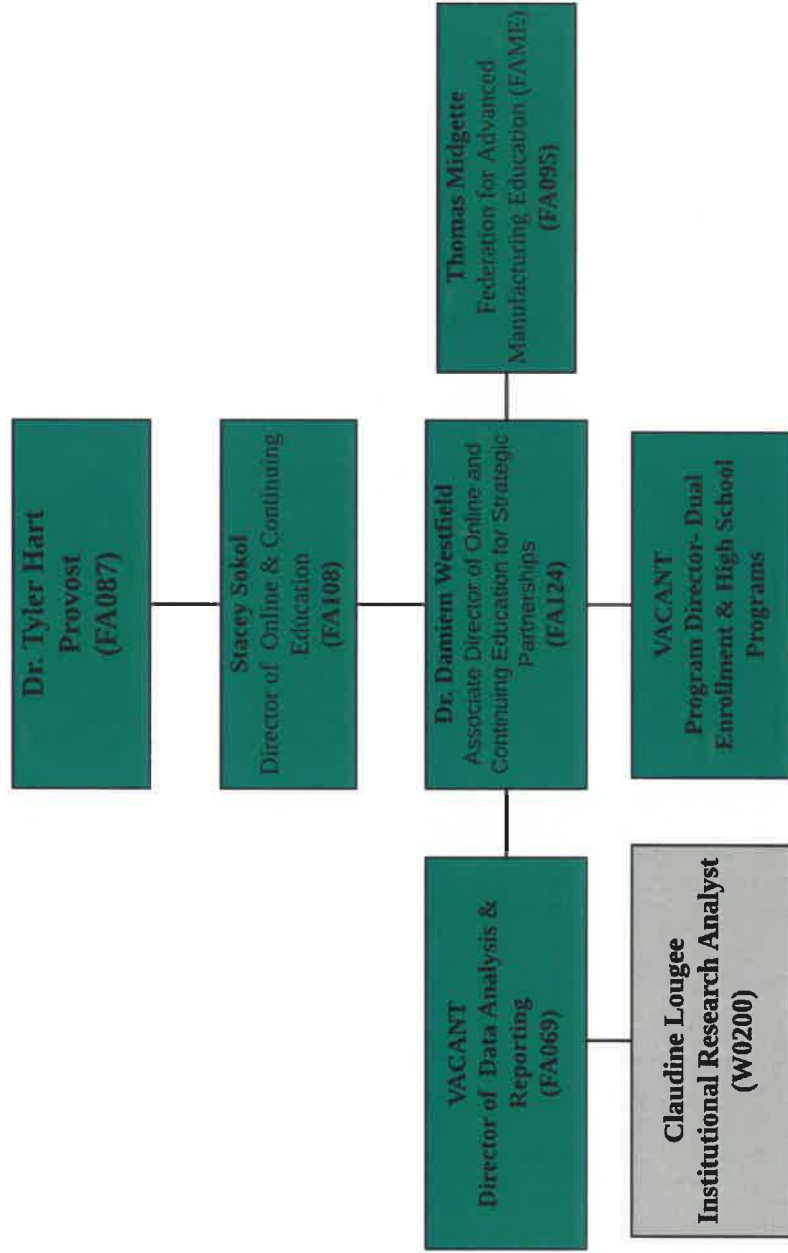 Dr. Tyler Hart
Provost
(FA087)
Stacey Sokol
Director of Online & Continuing
Education
(FA108)
Dr. Damiem Westfield
Associate Director of Online and
Continuing Education for Strategic
Partnerships
(FA124)
Thomas Midgette
Federation for Advanced
Manufacturing Education (FAME)
(FA095)
VACANT
Director of Data Analysis &
Reporting
(FA069)
VACANT
Program Director- Dual
Enrollment & High School
Programs
Claudine Lougee
Institutional Research Analyst
(W0200)